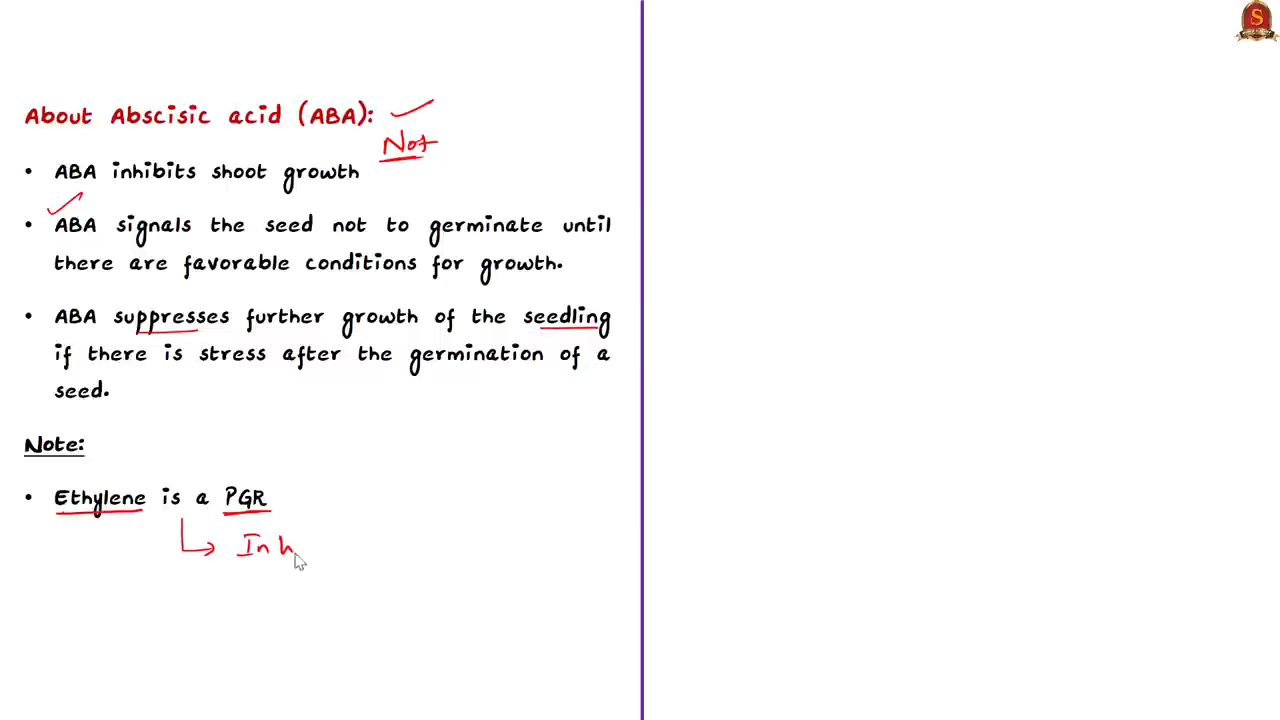 About Abscisic acid (ABA):
Not
• ABA inhibits shoot growth
• ABA signals the seed not to germinate until
there are favorable conditions for growth.
• ABA suppresses further growth of the seedling
if there is stress after the germination of a
seed.
Note:
• Ethylene is a PGR
Inh
S